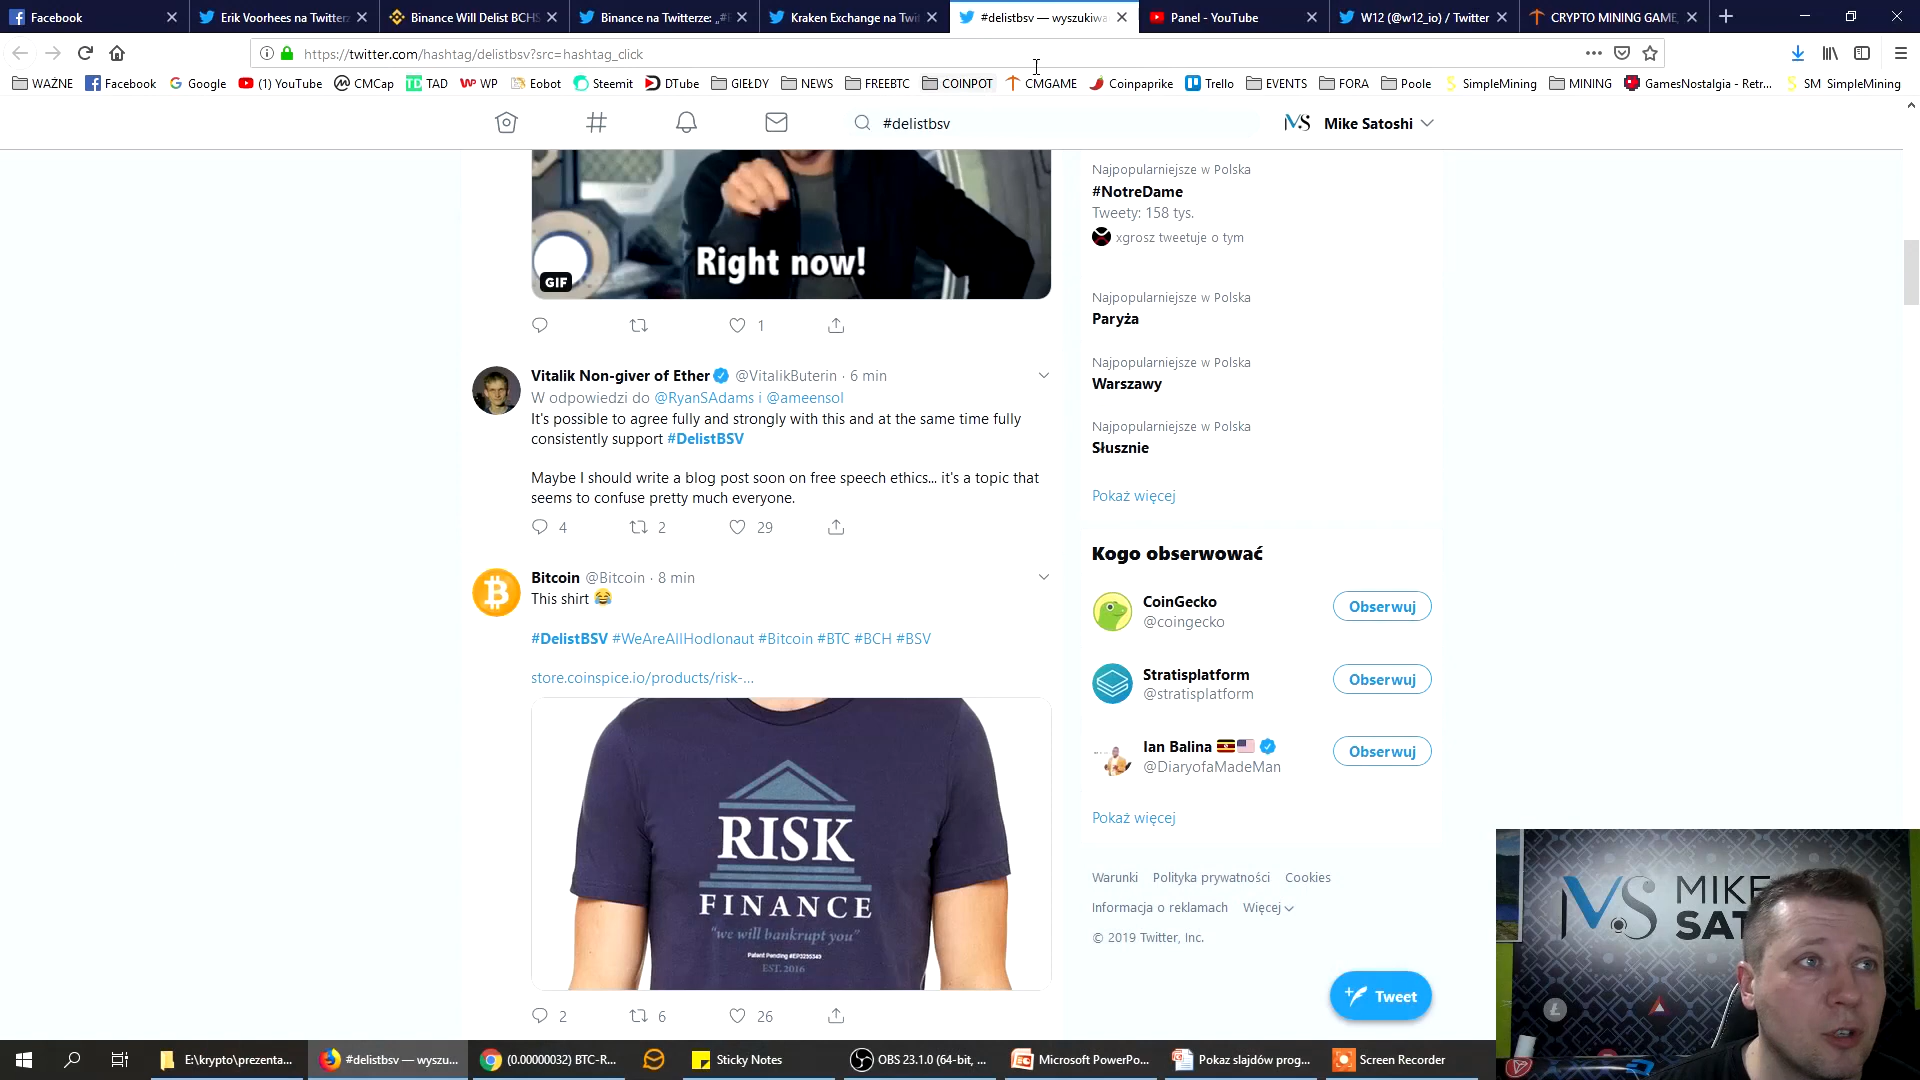 Facebook
Erik Voorhees na Twitterz
Binance Will Delist BCHS
Binance na Twitterze: „#
Kraken Exchange na Twi
#delistbsv — wyszukiwa
Panel - YouTube
W12 (@w12_io) / Twitter
CRYPTO MINING GAME,
https://twitter.com/hashtag/delistbsv?src=hashtag_click
WAŻNE
Facebook
Google
(1) YouTube
CMCap
TAD
WP
Eobot
Steemit
DTube
GIEŁDY
NEWS
FREEBTC
COINPOT
CMGAME
Coinpaprike
Trello
EVENTS
FORA
Poole
SimpleMining
MINING
GamesNostalgia - Retr...
SM SimpleMining
#delistbsv
Mike Satoshi
Right now!
GIF
1
Vitalik Non-giver of Ether @VitalikButerin · 6 min
W odpowiedzi do @RyanSAdams i @ameensol
It's possible to agree fully and strongly with this and at the same time fully
consistently support #DelistBSV
Maybe I should write a blog post soon on free speech ethics... it's a topic that
seems to confuse pretty much everyone.
4 2 29
Bitcoin @Bitcoin · 8 min
This shirt 😂
#DelistBSV #WeAreAllHodlonaut #Bitcoin #BTC #BCH #BSV
store.coinspice.io/products/risk-...
RISK
FINANCE
"we will bankrupt you"
Patent Pending #EP3295349
EST. 2016
2 6 26
Najpopularniejsze w Polska
#NotreDame
Tweety: 158 tys.
xgrosz tweetuje o tym
Najpopularniejsze w Polska
Paryża
Najpopularniejsze w Polska
Warszawy
Najpopularniejsze w Polska
Słusznie
Pokaż więcej
Kogo obserwować
CoinGecko
@coingecko
Obserwuj
Stratisplatform
@stratisplatform
Obserwuj
Ian Balina
@DiaryofaMadeMan
Obserwuj
Pokaż więcej
Warunki Polityka prywatności Cookies
Informacja o reklamach Więcej
© 2019 Twitter, Inc.
Tweet
MIKE
SAT
E:\krypto\prezenta...
#delistbsv — wyszu...
(0.00000032) BTC-R...
Sticky Notes
OBS 23.1.0 (64-bit, ...
Microsoft PowerPo...
Pokaz slajdów prog...
Screen Recorder